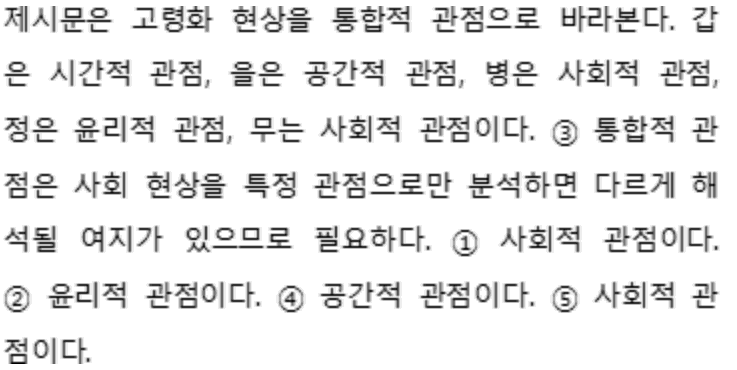 제시문은 고령화 현상을 통합적 관점으로 바라본다. 갑
은 시간적 관점, 을은 공간적 관점, 병은 사회적 관점,
정은 윤리적 관점, 무는 사회적 관점이다. ③ 통합적 관
점은 사회 현상을 특정 관점으로만 분석하면 다르게 해
석될 여지가 있으므로 필요하다. ① 사회적 관점이다.
② 윤리적 관점이다. ④ 공간적 관점이다. ⑤ 사회적 관
점이다.